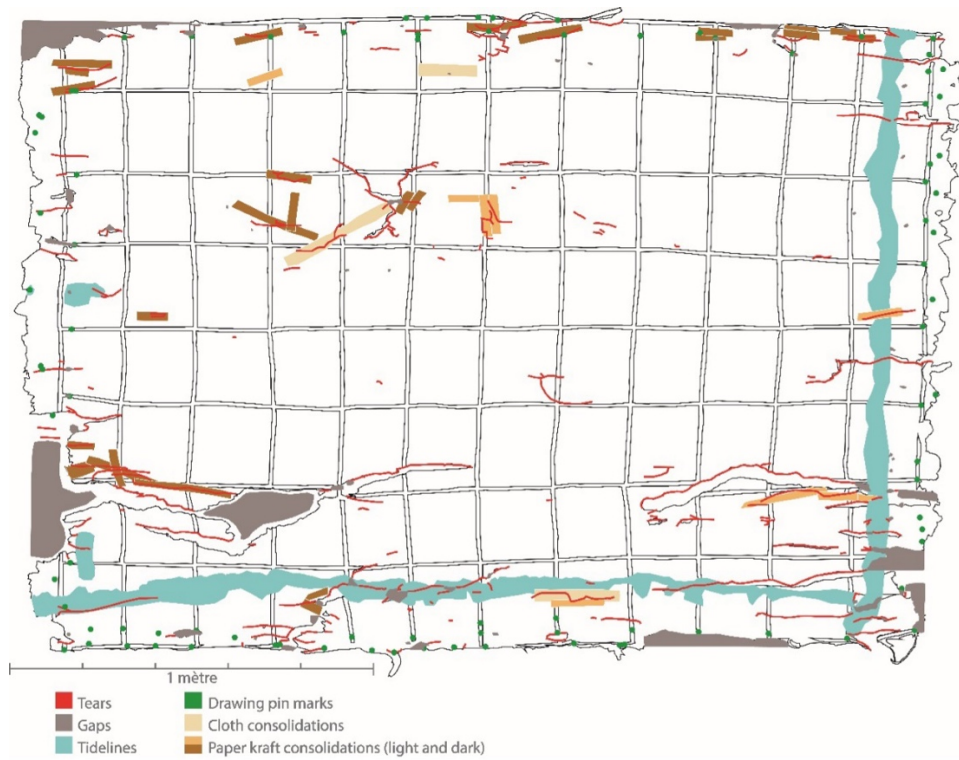 1 mètre
Tears
Gaps
Tidelines
Drawing pin marks
Cloth consolidations
Paper kraft consolidations (light and dark)